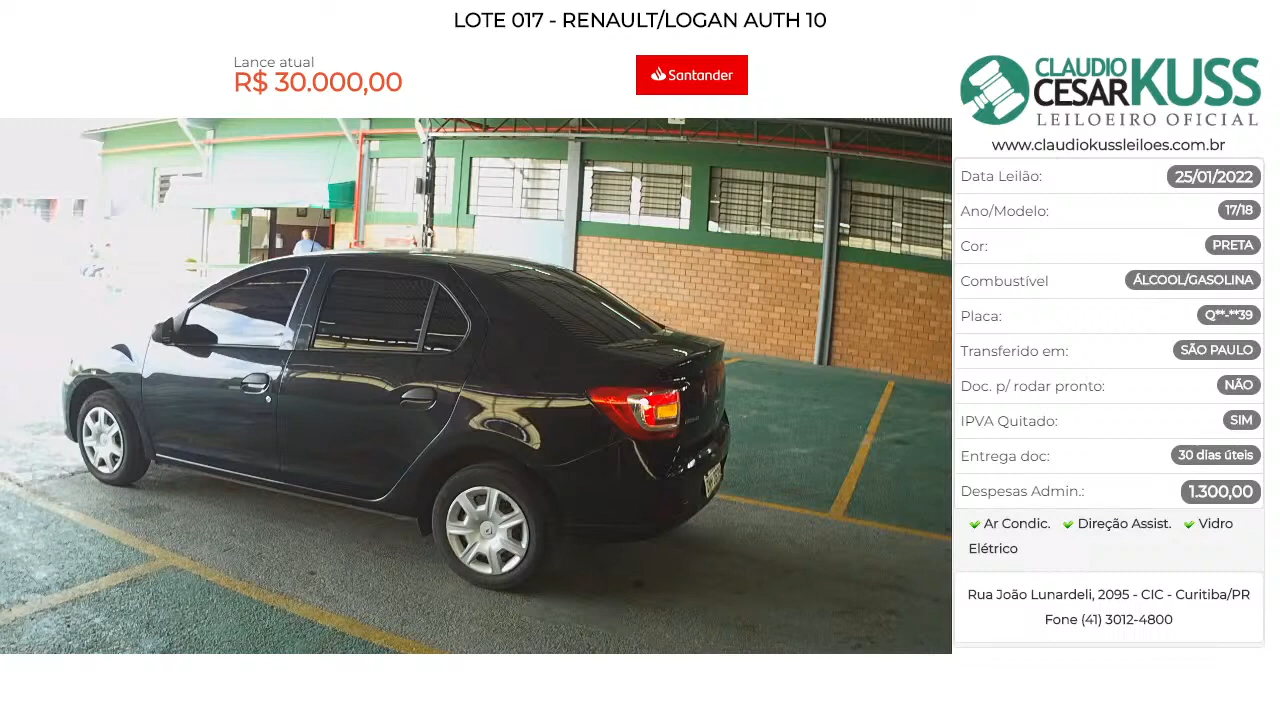 LOTE 017 - RENAULT/LOGAN AUTH 10
Lance atual
R$ 30.000,00
Santander
CLAUDIO CESAR KUSS
LEILOEIRO OFICIAL
www.claudiokussleiloes.com.br
Data Leilão: 25/01/2022
Ano/Modelo: 17/18
Cor: PRETA
Combustível ÁLCOOL/GASOLINA
Placa: Q**-**39
Transferido em: SÃO PAULO
Doc. p/ rodar pronto: NÃO
IPVA Quitado: SIM
Entrega doc: 30 dias úteis
Despesas Admin.: 1.300,00
Ar Condic. Direção Assist. Vidro
Elétrico
Rua João Lunardeli, 2095 - CIC - Curitiba/PR
Fone (41) 3012-4800